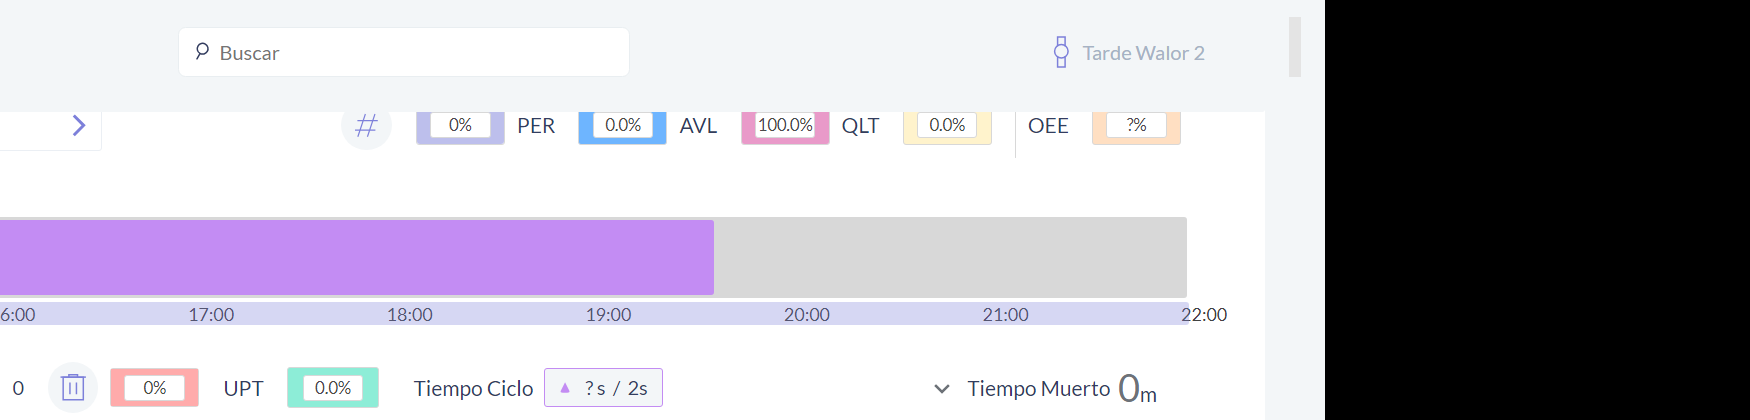 Buscar
Tarde Walor 2
# 0% PER 0.0% AVL 100.0% QLT 0.0% OEE ?%
6:00 17:00 18:00 19:00 20:00 21:00 22:00
0 0% UPT 0.0% Tiempo Ciclo ? s / 2s Tiempo Muerto 0m